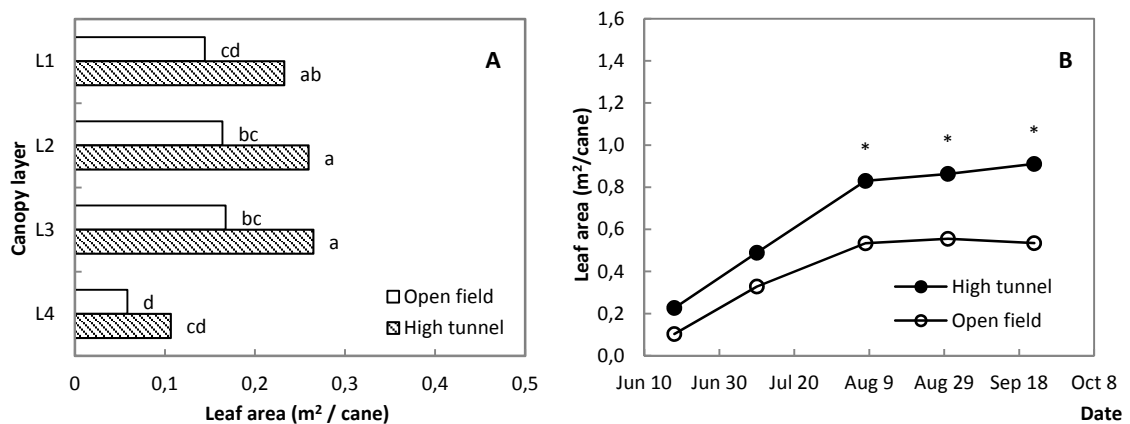 A
Canopy layer
L1
cd
ab
L2
bc
a
L3
bc
a
L4
d
cd
Open field
High tunnel
0 0,1 0,2 0,3 0,4 0,5
Leaf area (m² / cane)
B
Leaf area (m²/cane)
1,6
1,4
1,2
1,0
0,8
0,6
0,4
0,2
0,0
* * *
High tunnel
Open field
Jun 10 Jun 30 Jul 20 Aug 9 Aug 29 Sep 18 Oct 8
Date